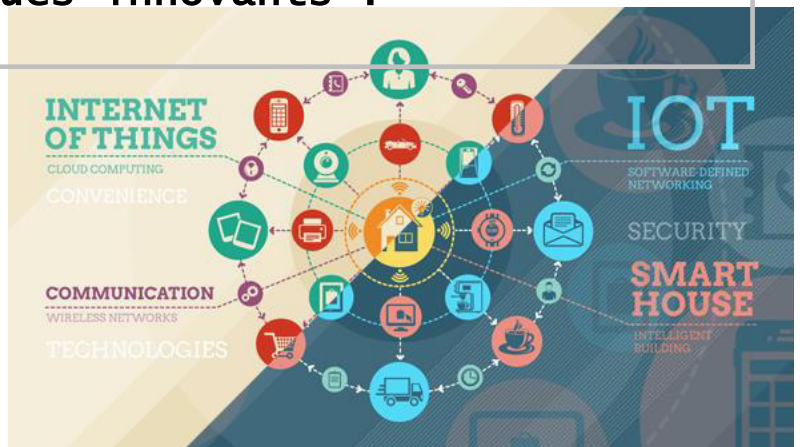 INTERNET
OF THINGS
CLOUD COMPUTING
CONVENIENCE
COMMUNICATION
WIRELESS NETWORKS
TECHNOLOGIES
IOT
SOFTWARE-DEFINED
NETWORKING
SECURITY
SMART
HOUSE
INTELLIGENT
BUILDING